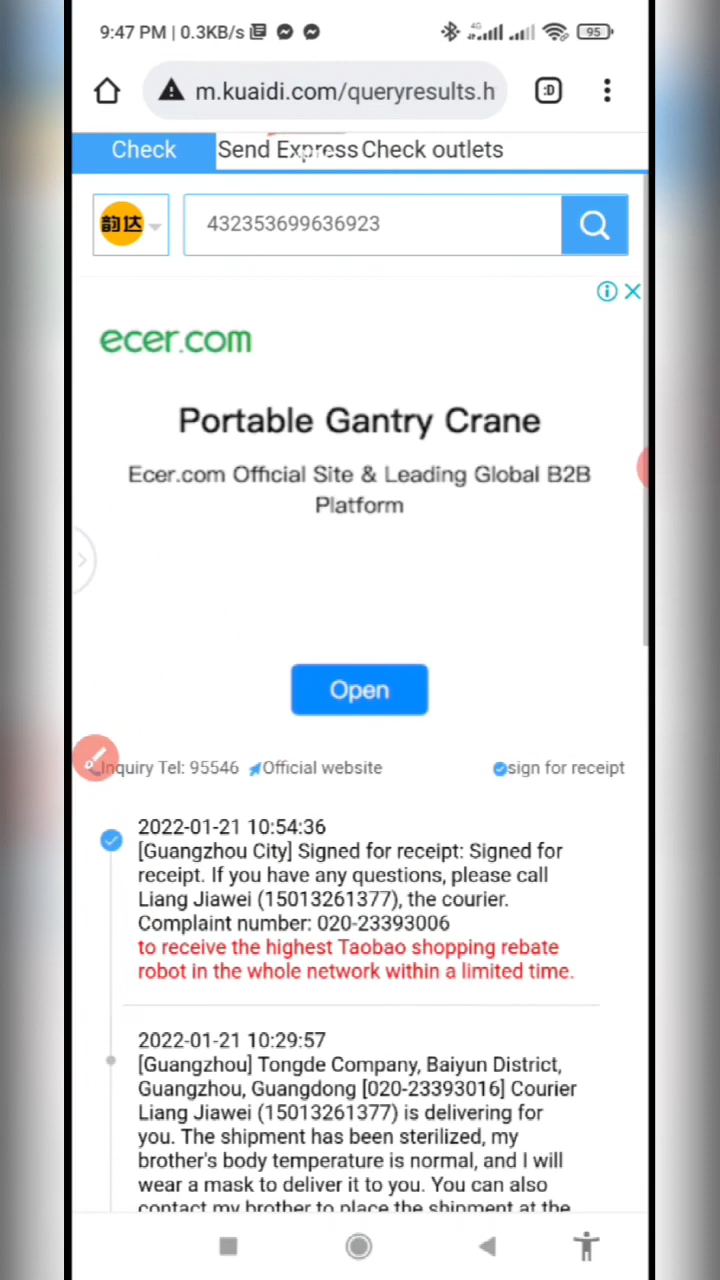 9:47 PM | 0.3KB/s
4G
95
m.kuaidi.com/queryresults.h
:D
Check
Send Express
Check outlets
韵达
432353699636923
ecer.com
Portable Gantry Crane
Ecer.com Official Site & Leading Global B2B
Platform
Open
Inquiry Tel: 95546
Official website
sign for receipt
2022-01-21 10:54:36
[Guangzhou City] Signed for receipt: Signed for
receipt. If you have any questions, please call
Liang Jiawei (15013261377), the courier.
Complaint number: 020-23393006
to receive the highest Taobao shopping rebate
robot in the whole network within a limited time.
2022-01-21 10:29:57
[Guangzhou] Tongde Company, Baiyun District,
Guangzhou, Guangdong [020-23393016] Courier
Liang Jiawei (15013261377) is delivering for
you. The shipment has been sterilized, my
brother's body temperature is normal, and I will
wear a mask to deliver it to you. You can also
contact my brother to place the shipment at the